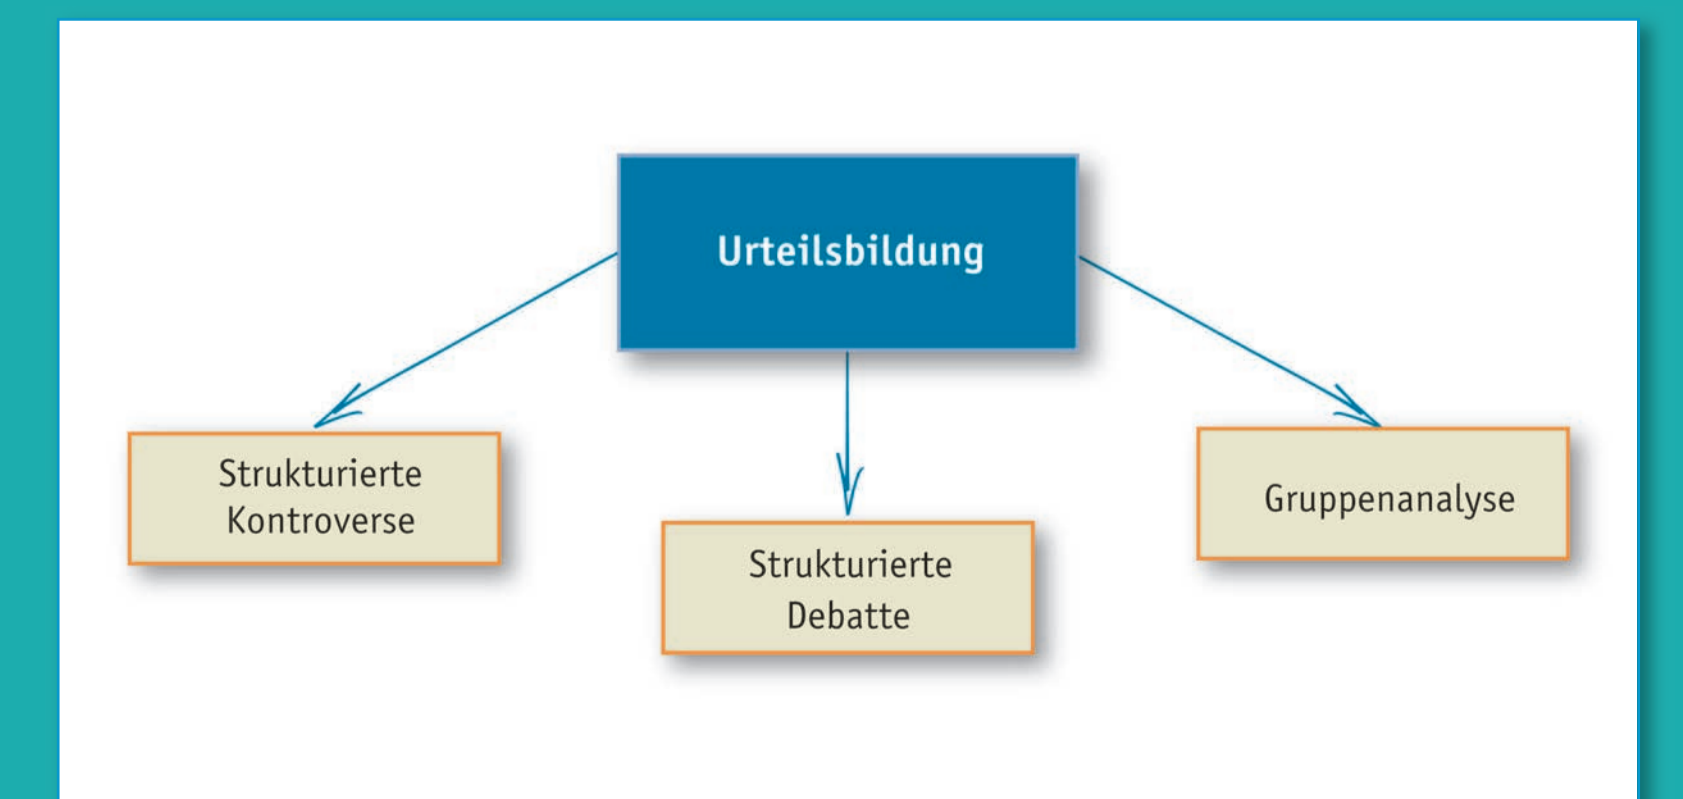 Urteilsbildung
Strukturierte
Kontroverse
Strukturierte
Debatte
Gruppenanalyse